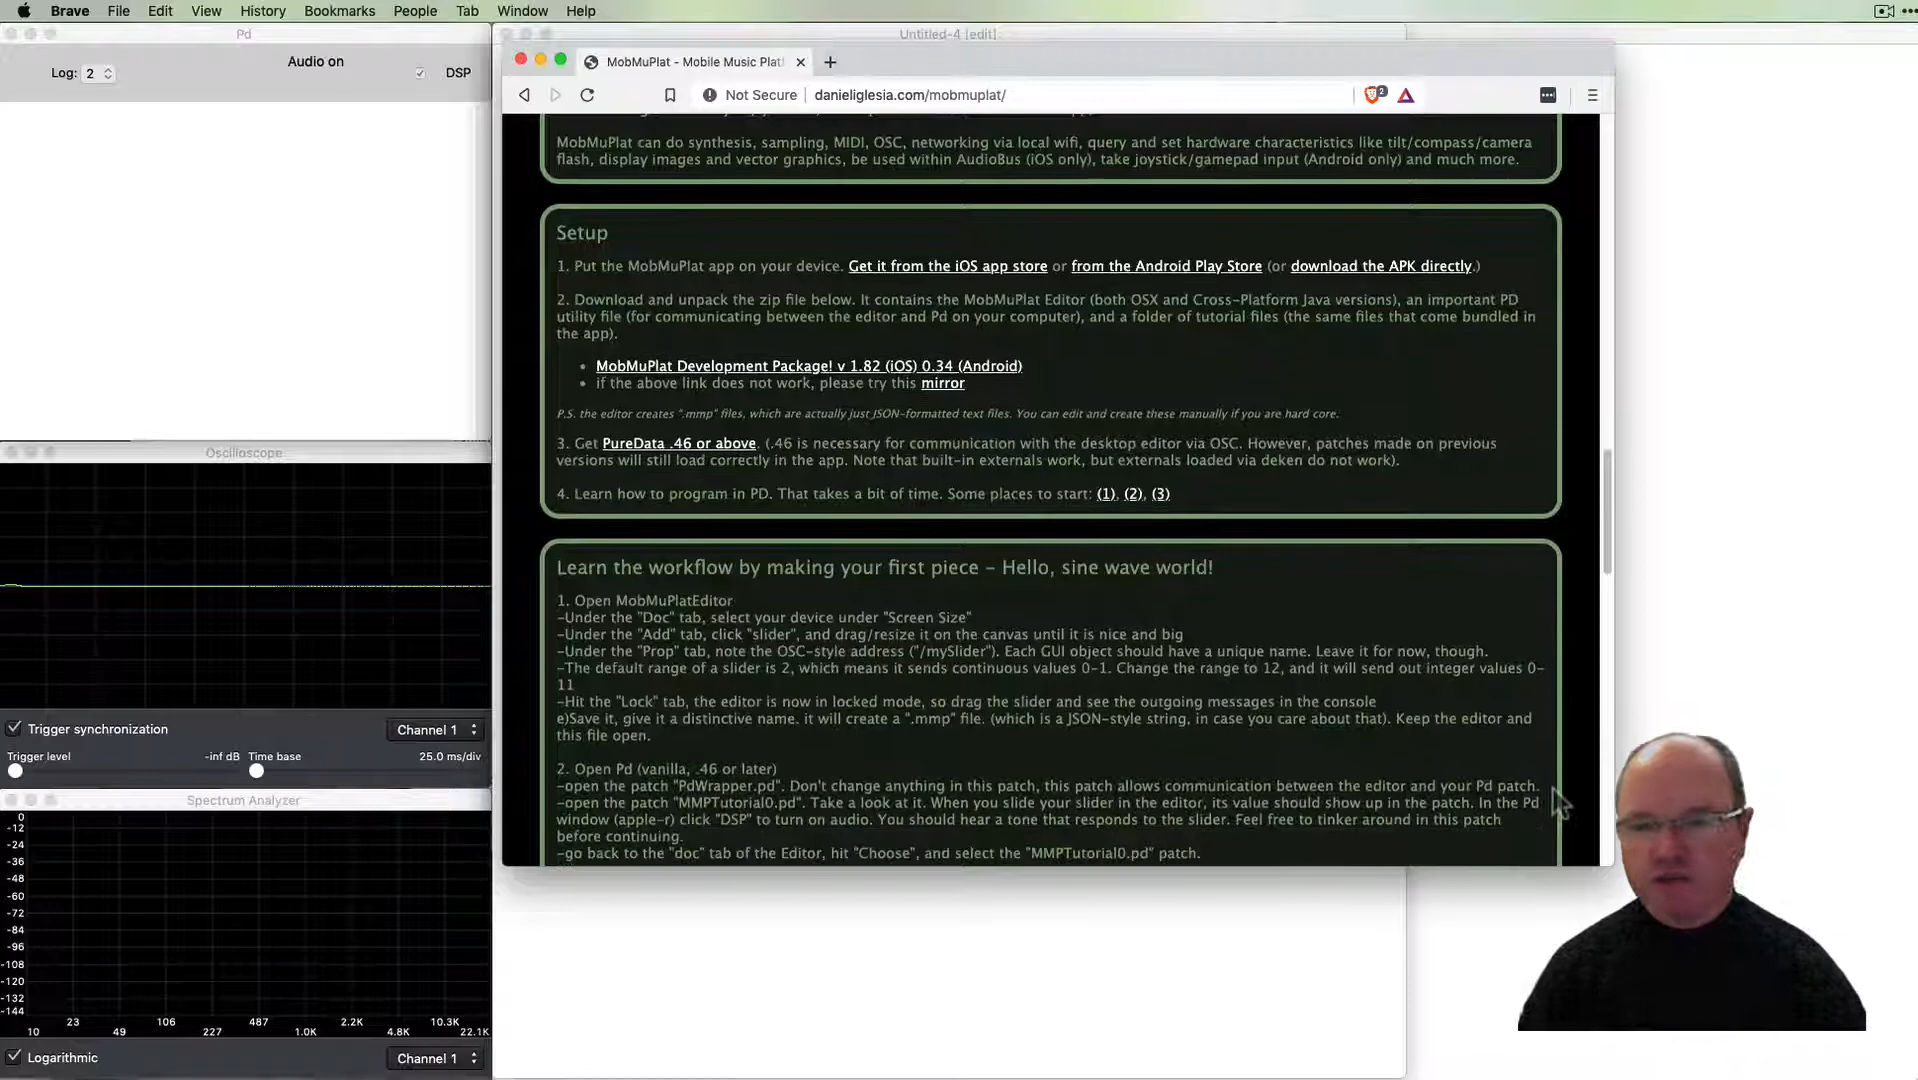 Brave File Edit View History Bookmarks People Tab Window Help
Pd
Audio on
Log: 2
DSP
Untitled-4 [edit]
MobMuPlat - Mobile Music Plat
Not Secure danieliglesia.com/mobmuplat/
2
MobMuPlat can do synthesis, sampling, MIDI, OSC, networking via local wifi, query and set hardware characteristics like tilt/compass/camera
flash, display images and vector graphics, be used within AudioBus (iOS only), take joystick/gamepad input (Android only) and much more.
Setup
1. Put the MobMuPlat app on your device. Get it from the iOS app store or from the Android Play Store (or download the APK directly.)
2. Download and unpack the zip file below. It contains the MobMuPlat Editor (both OSX and Cross-Platform Java versions), an important PD
utility file (for communicating between the editor and Pd on your computer), and a folder of tutorial files (the same files that come bundled in
the app).
• MobMuPlat Development Package! v 1.82 (iOS) 0.34 (Android)
• if the above link does not work, please try this mirror
P.S. the editor creates ".mmp" files, which are actually just JSON-formatted text files. You can edit and create these manually if you are hard core.
3. Get PureData .46 or above. (.46 is necessary for communication with the desktop editor via OSC. However, patches made on previous
versions will still load correctly in the app. Note that built-in externals work, but externals loaded via deken do not work).
4. Learn how to program in PD. That takes a bit of time. Some places to start: (1), (2), (3)
Learn the workflow by making your first piece - Hello, sine wave world!
1. Open MobMuPlatEditor
-Under the "Doc" tab, select your device under "Screen Size"
-Under the "Add" tab, click "slider", and drag/resize it on the canvas until it is nice and big
-Under the "Prop" tab, note the OSC-style address ("/mySlider"). Each GUI object should have a unique name. Leave it for now, though.
-The default range of a slider is 2, which means it sends continuous values 0-1. Change the range to 12, and it will send out integer values 0-
11
-Hit the "Lock" tab, the editor is now in locked mode, so drag the slider and see the outgoing messages in the console
e)Save it, give it a distinctive name. it will create a ".mmp" file. (which is a JSON-style string, in case you care about that). Keep the editor and
this file open.
2. Open Pd (vanilla, .46 or later)
-open the patch "PdWrapper.pd". Don't change anything in this patch, this patch allows communication between the editor and your Pd patch.
-open the patch "MMPTutorial0.pd". Take a look at it. When you slide your slider in the editor, its value should show up in the patch. In the Pd
window (apple-r) click "DSP" to turn on audio. You should hear a tone that responds to the slider. Feel free to tinker around in this patch
before continuing.
-go back to the "doc" tab of the Editor, hit "Choose", and select the "MMPTutorial0.pd" patch.
Oscilloscope
Trigger synchronization
Channel 1
Trigger level -inf dB Time base 25.0 ms/div
Spectrum Analyzer
0
-12
-24
-36
-48
-60
-72
-84
-96
-108
-120
-132
-144
23 106 487 2.2K 10.3K
10 49 227 1.0K 4.8K 22.1K
Logarithmic
Channel 1